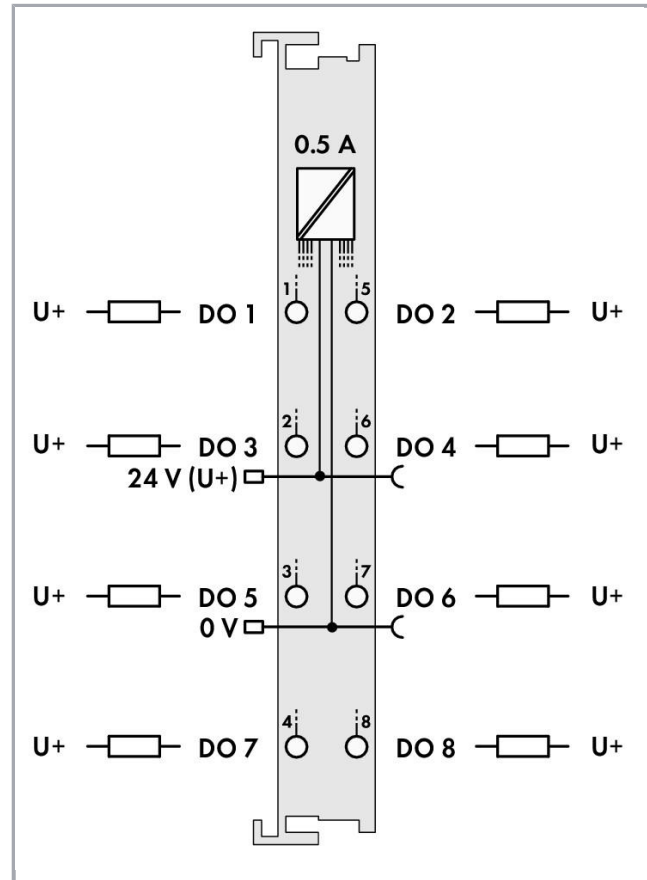 0.5 A
1 5
U+ DO 1 DO 2 U+
2 6
U+ DO 3 DO 4 U+
24 V (U+)
3 7
U+ DO 5 DO 6 U+
0 V
4 8
U+ DO 7 DO 8 U+